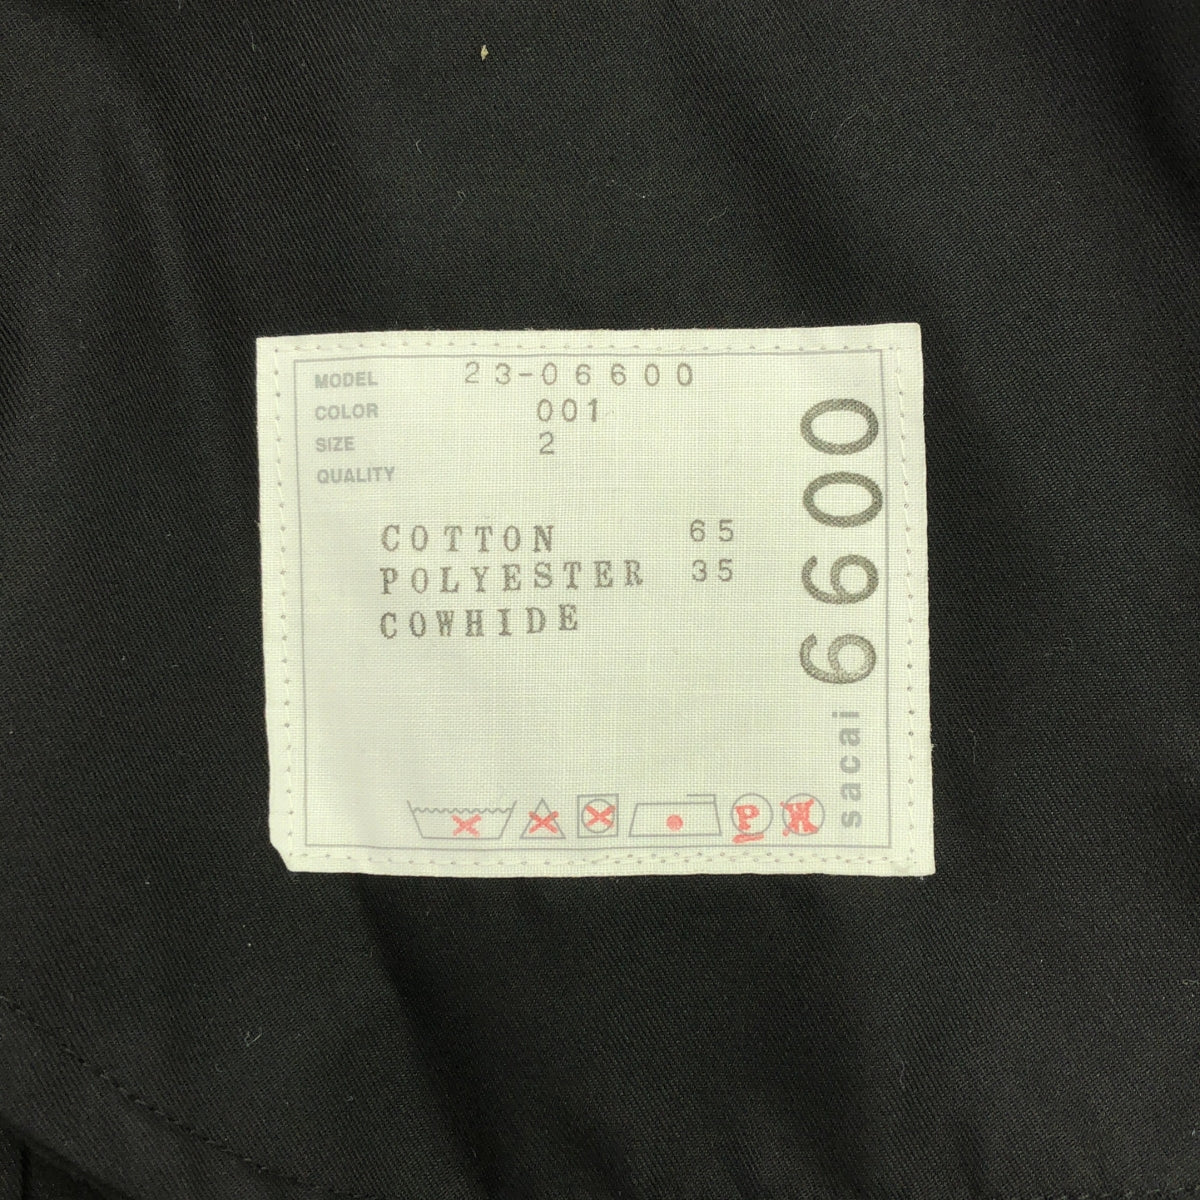 MODEL 23-06600
COLOR 001
SIZE 2
QUALITY
COTTON 65
POLYESTER 35
COWHIDE
P W
sacai 6600